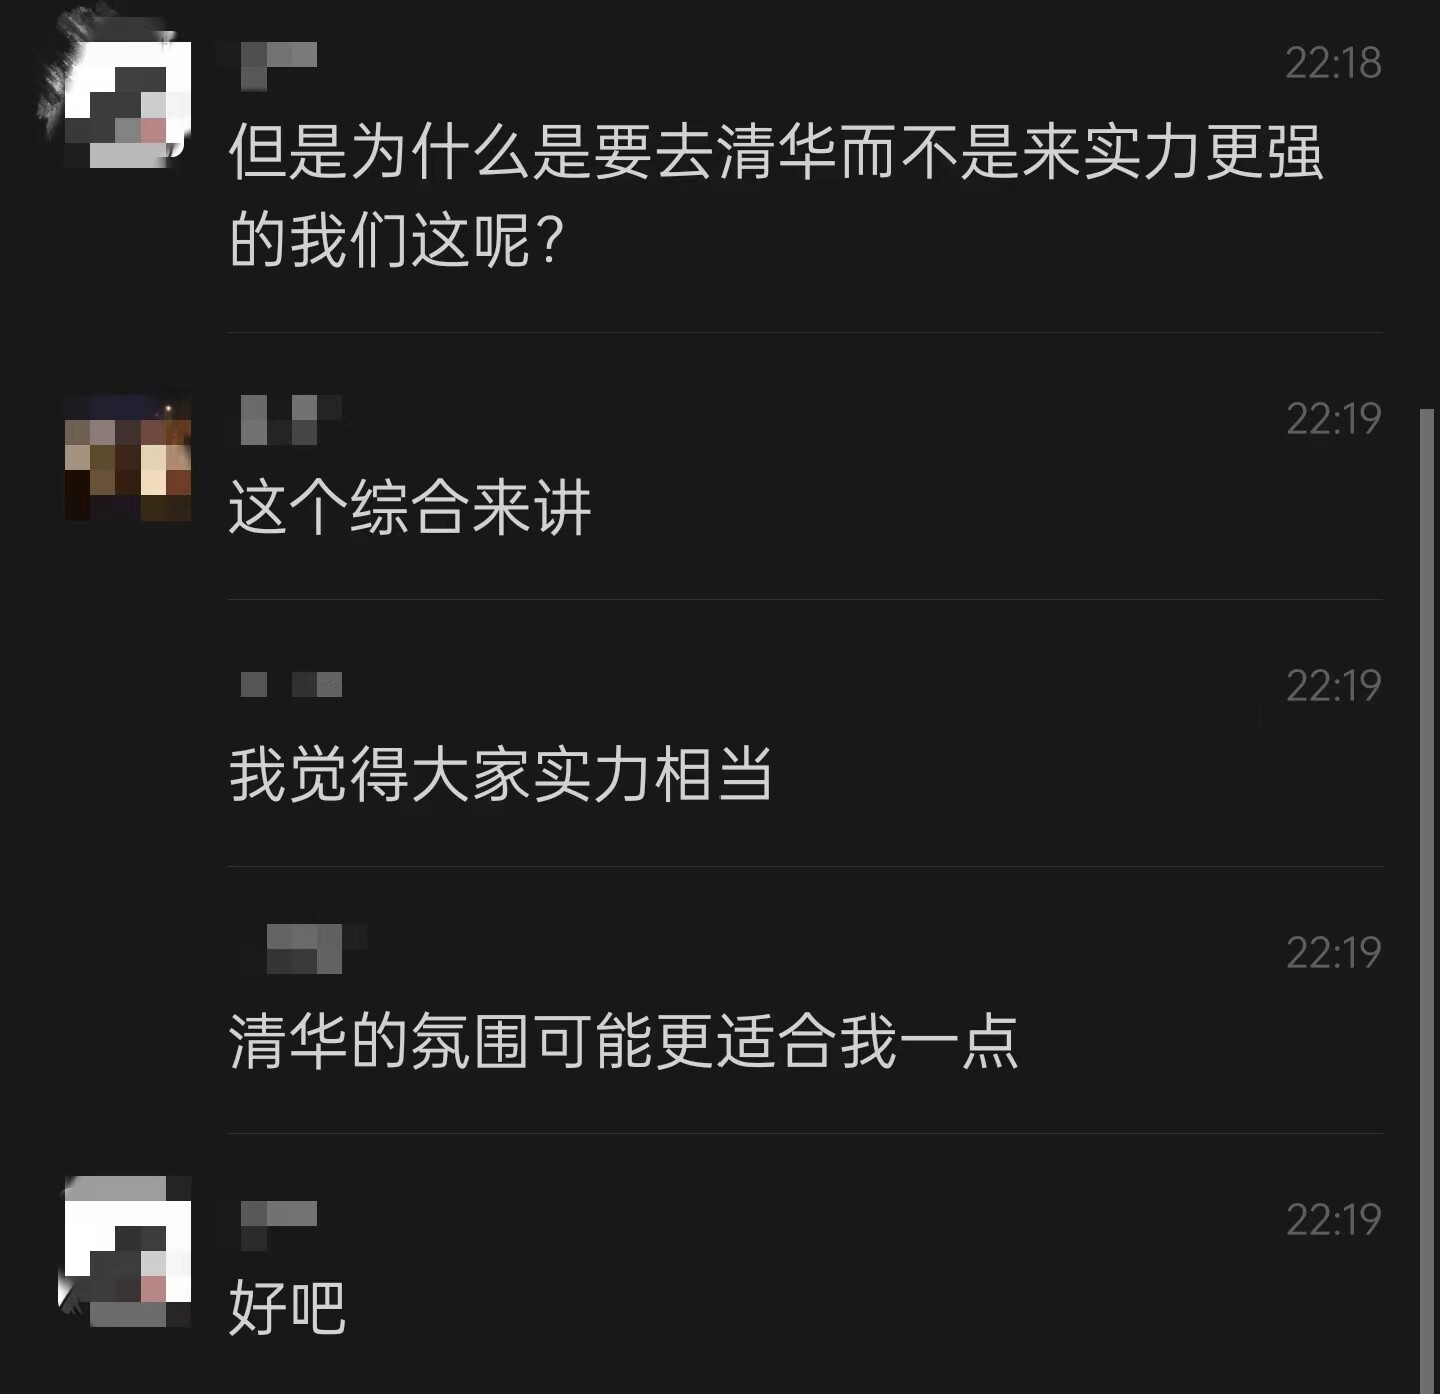 22:18
但是为什么是要去清华而不是来实力更强
的我们这呢？
22:19
这个综合来讲
22:19
我觉得大家实力相当
22:19
清华的氛围可能更适合我一点
22:19
好吧